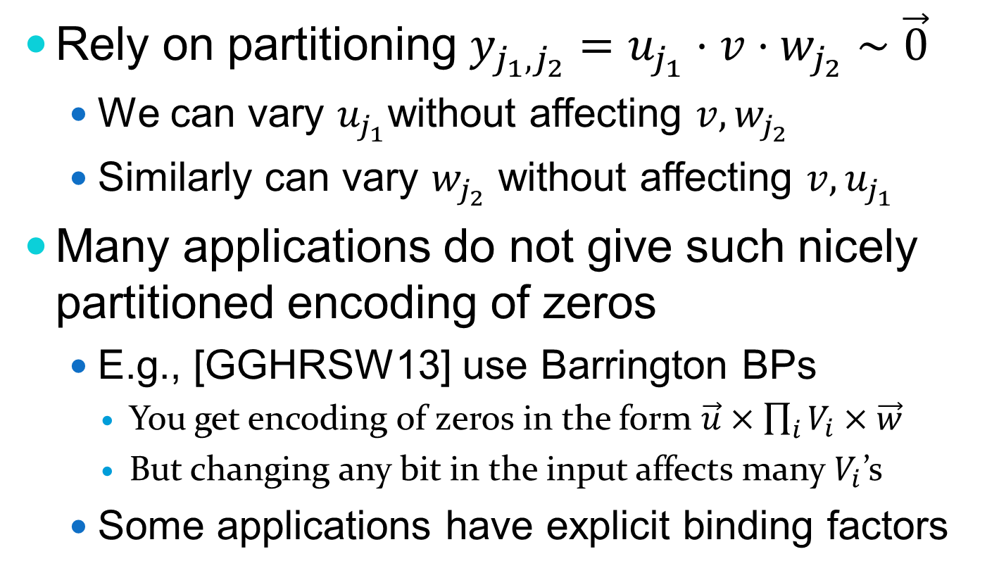 • Rely on partitioning $y_{j_1,j_2} = u_{j_1} \cdot v \cdot w_{j_2} \sim \vec{0}$
• We can vary $u_{j_1}$ without affecting $v, w_{j_2}$
• Similarly can vary $w_{j_2}$ without affecting $v, u_{j_1}$
• Many applications do not give such nicely
partitioned encoding of zeros
• E.g., [GGHRSW13] use Barrington BPs
• You get encoding of zeros in the form $\vec{u} \times \prod_i V_i \times \vec{w}$
• But changing any bit in the input affects many $V_i$’s
• Some applications have explicit binding factors